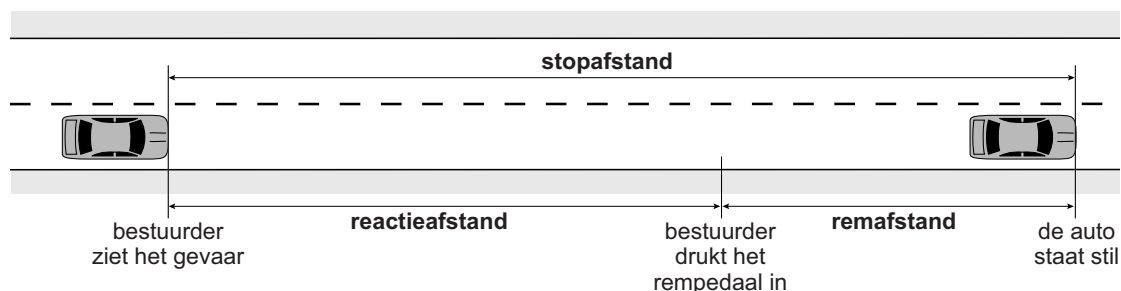 stopafstand
reactieafstand
remafstand
bestuurder
ziet het gevaar
bestuurder
drukt het
rempedaal in
de auto
staat stil